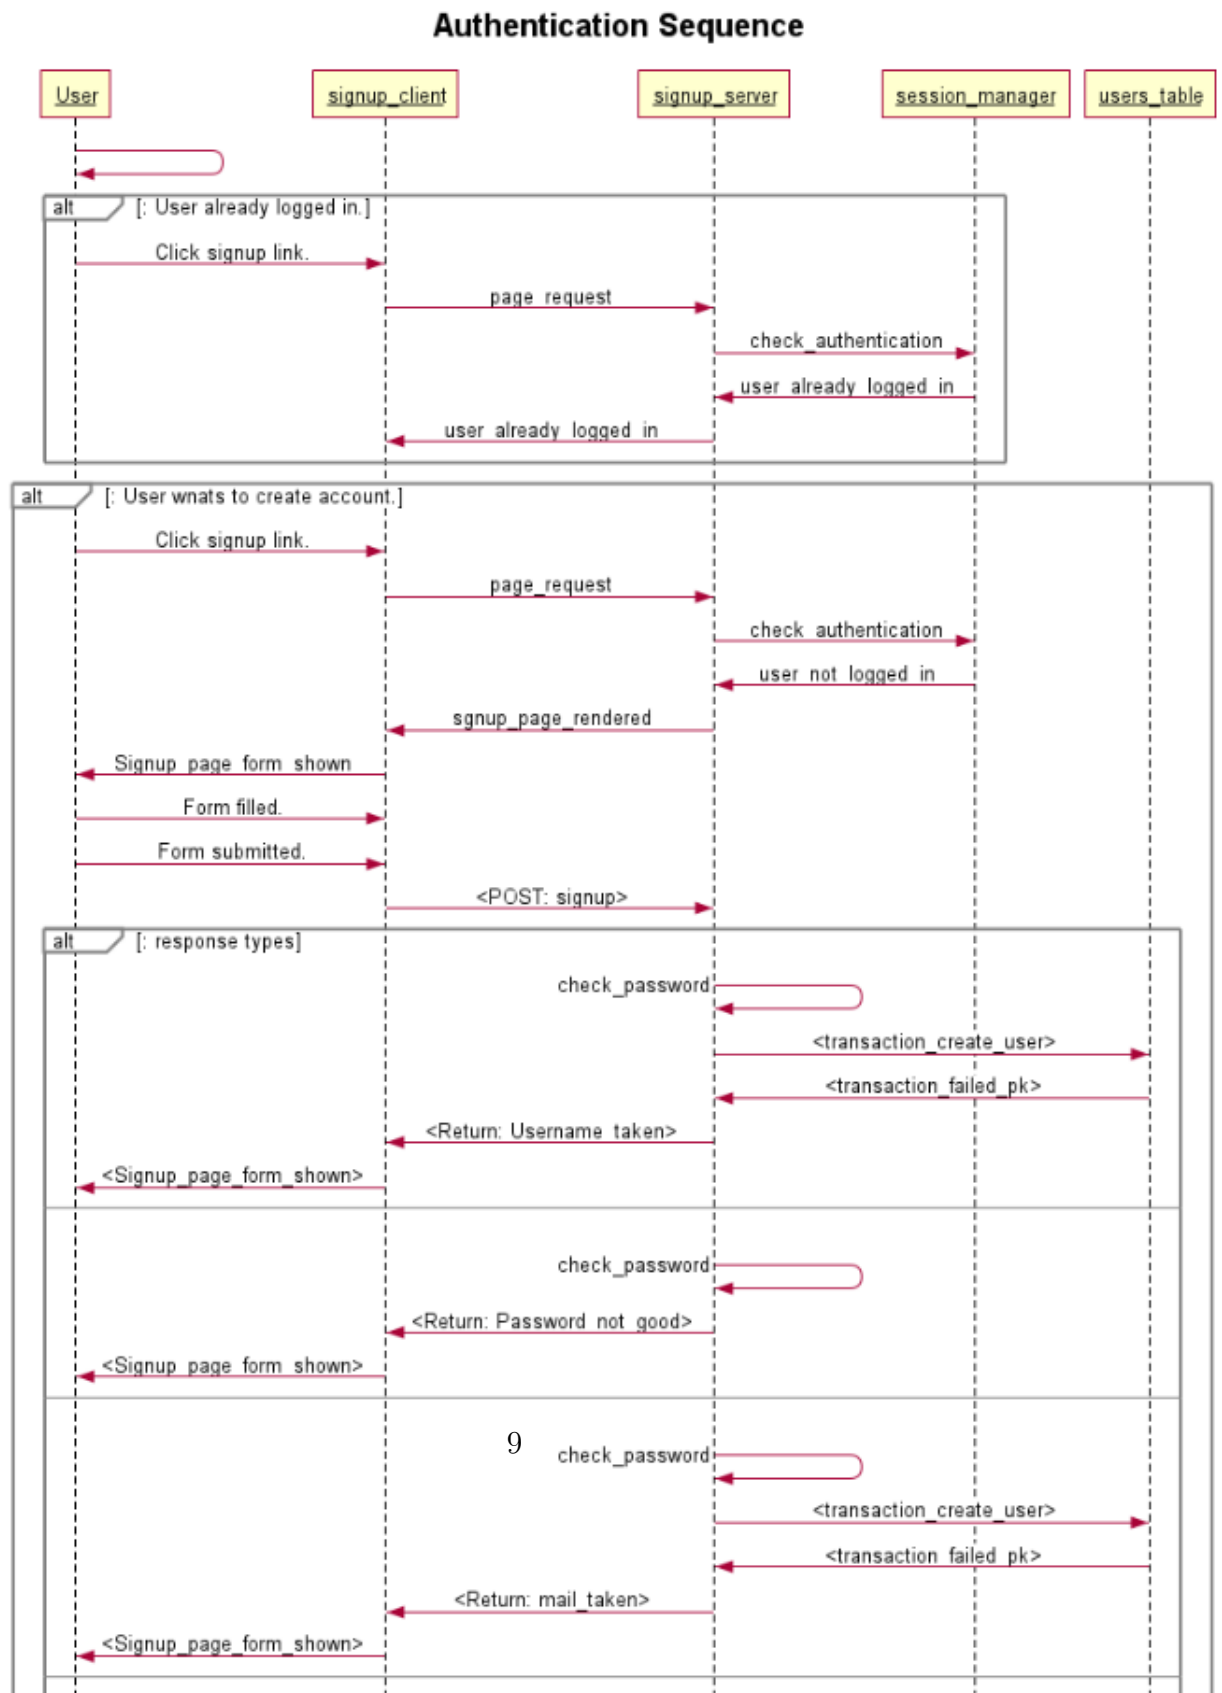 Authentication Sequence
User signup_client signup_server session_manager users_table
alt [: User already logged in.]
Click signup link.
page_request
check_authentication
user_already_logged_in
user_already_logged_in
alt [: User wnats to create account.]
Click signup link.
page_request
check_authentication
user_not_logged_in
sgnup_page_rendered
Signup_page_form_shown
Form filled.
Form submitted.
<POST: signup>
alt [: response types]
check_password
<transaction_create_user>
<transaction_failed_pk>
<Return: Username_taken>
<Signup_page_form_shown>
check_password
<Return: Password_not_good>
<Signup_page_form_shown>
9
check_password
<transaction_create_user>
<transaction_failed_pk>
<Return: mail_taken>
<Signup_page_form_shown>